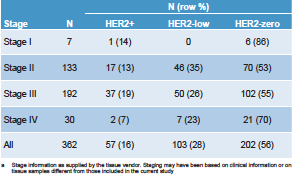 N (row %)
Stage N HER2+ HER2-low HER2-zero
Stage I 7 1 (14) 0 6 (86)
Stage II 133 17 (13) 46 (35) 70 (53)
Stage III 192 37 (19) 50 (26) 102 (55)
Stage IV 30 2 (7) 7 (23) 21 (70)
All 362 57 (16) 103 (28) 202 (56)
a Stage information as supplied by the tissue vendor. Staging may have been based on clinical information or on
tissue samples different from those included in the current study